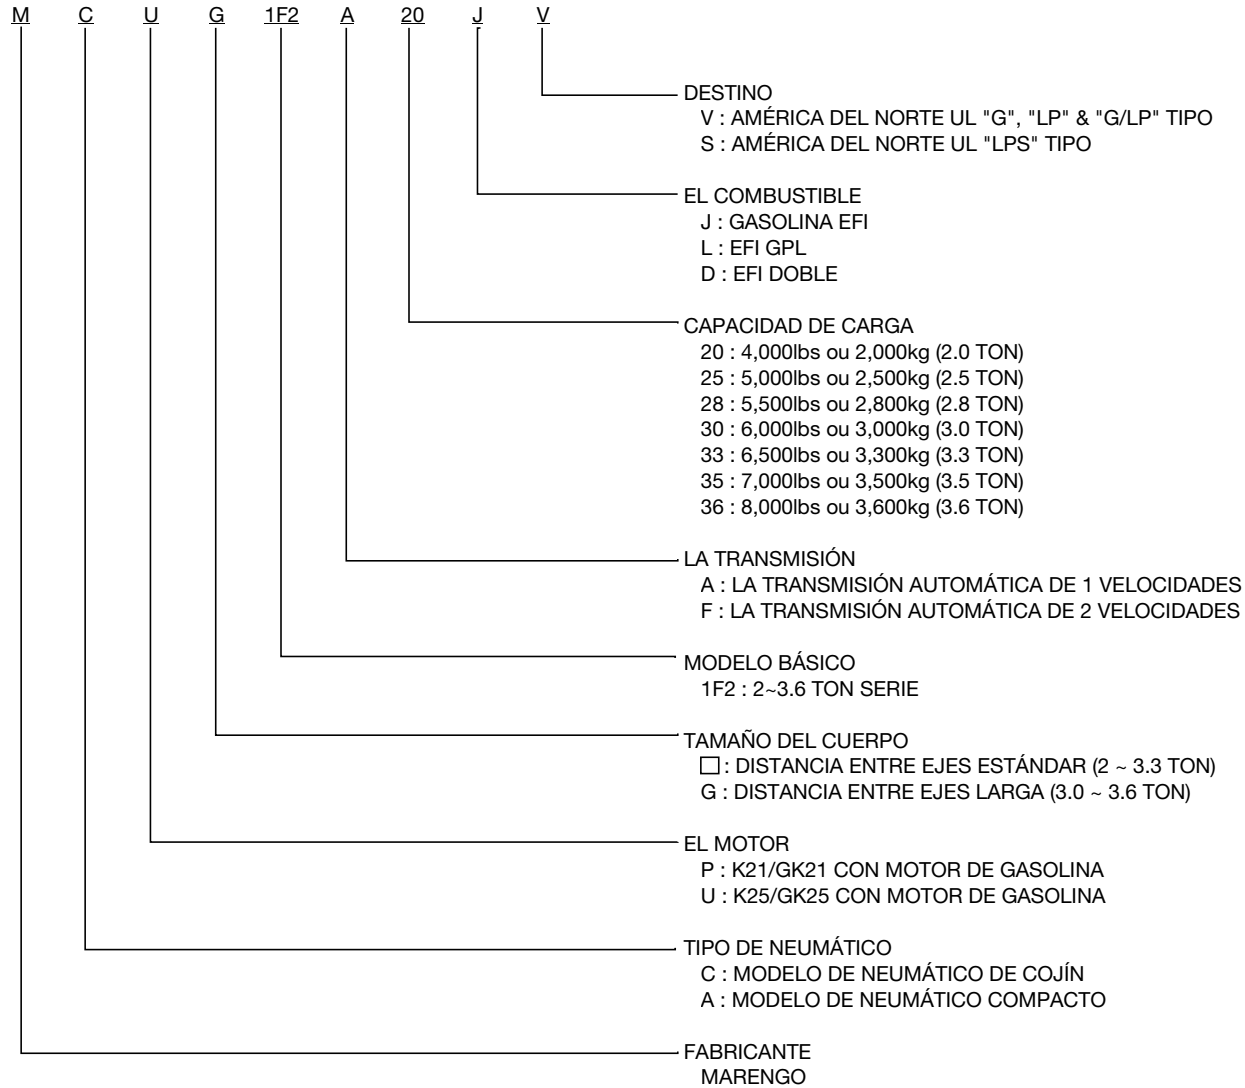 M C U G 1F2 A 20 J V
DESTINO
V : AMÉRICA DEL NORTE UL "G", "LP" & "G/LP" TIPO
S : AMÉRICA DEL NORTE UL "LPS" TIPO
EL COMBUSTIBLE
J : GASOLINA EFI
L : EFI GPL
D : EFI DOBLE
CAPACIDAD DE CARGA
20 : 4,000lbs ou 2,000kg (2.0 TON)
25 : 5,000lbs ou 2,500kg (2.5 TON)
28 : 5,500lbs ou 2,800kg (2.8 TON)
30 : 6,000lbs ou 3,000kg (3.0 TON)
33 : 6,500lbs ou 3,300kg (3.3 TON)
35 : 7,000lbs ou 3,500kg (3.5 TON)
36 : 8,000lbs ou 3,600kg (3.6 TON)
LA TRANSMISIÓN
A : LA TRANSMISIÓN AUTOMÁTICA DE 1 VELOCIDADES
F : LA TRANSMISIÓN AUTOMÁTICA DE 2 VELOCIDADES
MODELO BÁSICO
1F2 : 2~3.6 TON SERIE
TAMAÑO DEL CUERPO
□ : DISTANCIA ENTRE EJES ESTÁNDAR (2 ~ 3.3 TON)
G : DISTANCIA ENTRE EJES LARGA (3.0 ~ 3.6 TON)
EL MOTOR
P : K21/GK21 CON MOTOR DE GASOLINA
U : K25/GK25 CON MOTOR DE GASOLINA
TIPO DE NEUMÁTICO
C : MODELO DE NEUMÁTICO DE COJÍN
A : MODELO DE NEUMÁTICO COMPACTO
FABRICANTE
MARENGO